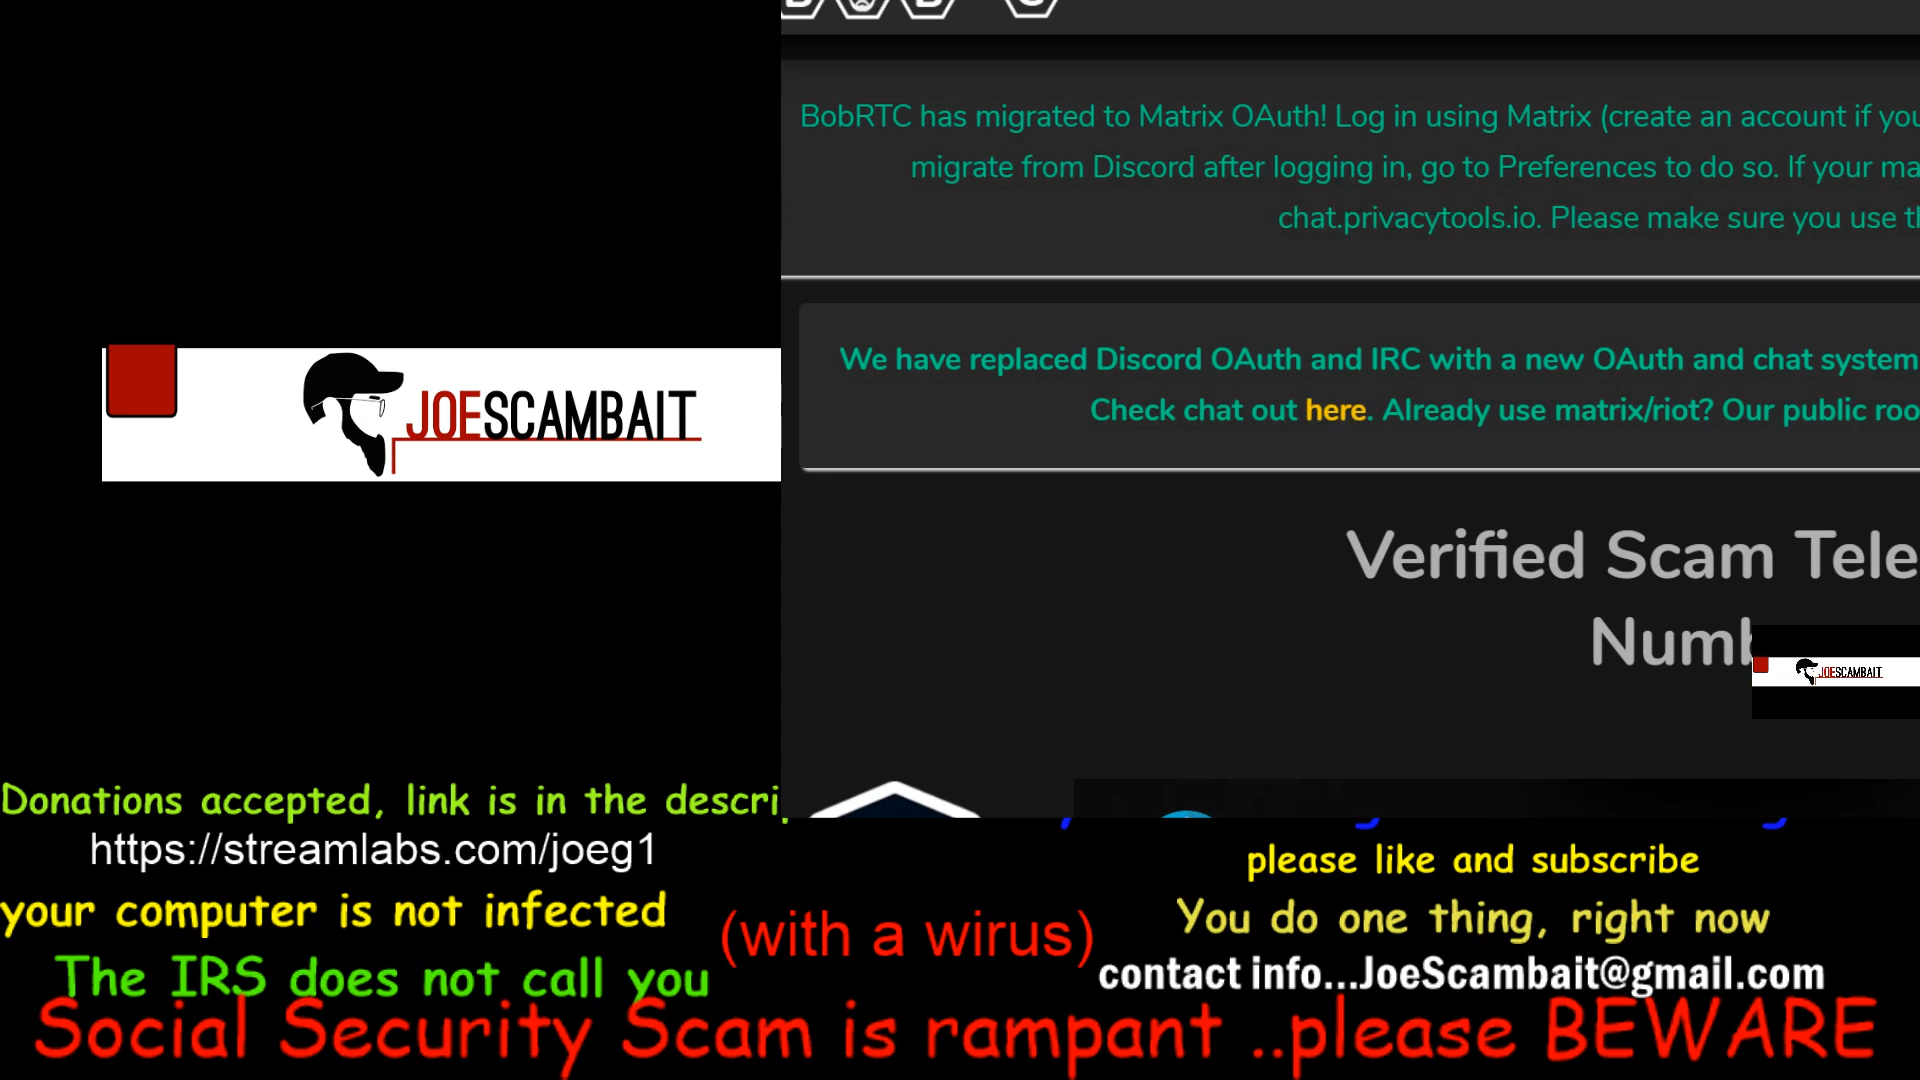 BobRTC has migrated to Matrix OAuth! Log in using Matrix (create an account if you
migrate from Discord after logging in, go to Preferences to do so. If your ma
chat.privacytools.io. Please make sure you use th
We have replaced Discord OAuth and IRC with a new OAuth and chat system
Check chat out here. Already use matrix/riot? Our public roo
JOESCAMBAIT
Verified Scam Tele
Numb
JOESCAMBAIT
Donations accepted, link is in the descrip
https://streamlabs.com/joeg1
your computer is not infected
(with a wirus)
The IRS does not call you
please like and subscribe
You do one thing, right now
contact info...JoeScambait@gmail.com
Social Security Scam is rampant ..please BEWARE